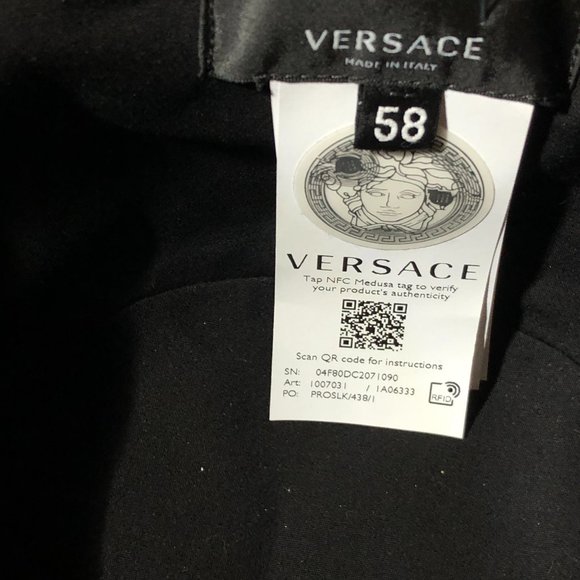 VERSACE
MADE IN ITALY
58
VERSACE
Tap NFC Medusa tag to verify
your product's authenticity
Scan QR code for instructions
SN: 04F80DC2071090
Art: 1007031 / 1A06333
PO: PROSLK/438/1
RFID